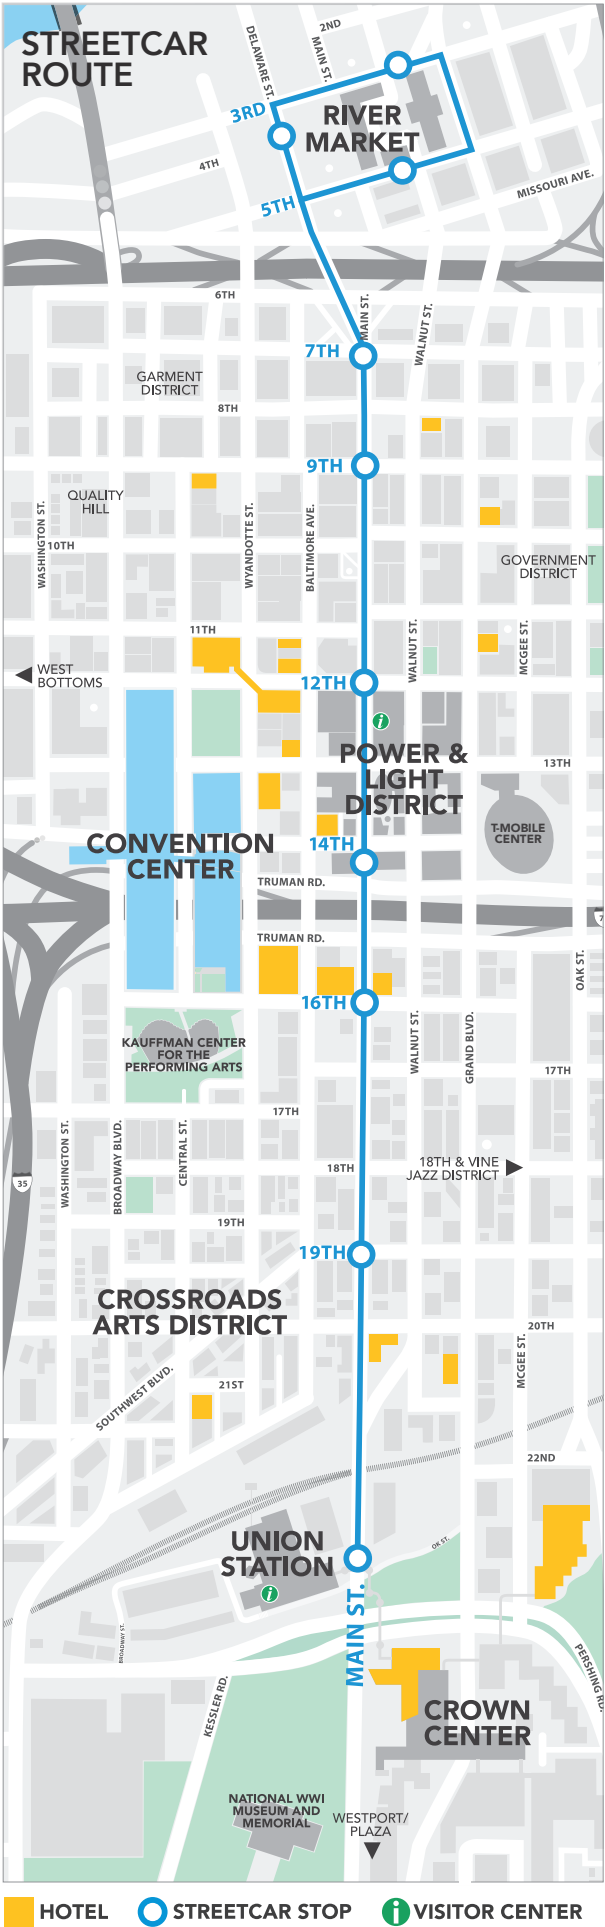 STREETCAR
ROUTE
2ND
DELAWARE ST.
MAIN ST.
3RD
RIVER
MARKET
4TH
5TH
MISSOURI AVE.
6TH
MAIN ST.
WALNUT ST.
7TH
GARMENT
DISTRICT
8TH
9TH
QUALITY
HILL
WASHINGTON ST.
WYANDOTTE ST.
BALTIMORE AVE.
10TH
GOVERNMENT
DISTRICT
11TH
WALNUT ST.
MCGEE ST.
WEST
BOTTOMS
12TH
POWER &
LIGHT
DISTRICT
13TH
T-MOBILE
CENTER
CONVENTION
CENTER
14TH
TRUMAN RD.
TRUMAN RD.
OAK ST.
16TH
WALNUT ST.
GRAND BLVD.
KAUFFMAN CENTER
FOR THE
PERFORMING ARTS
17TH
17TH
WASHINGTON ST.
BROADWAY BLVD.
CENTRAL ST.
18TH
18TH & VINE
JAZZ DISTRICT
35
19TH
19TH
CROSSROADS
ARTS DISTRICT
20TH
MCGEE ST.
SOUTHWEST BLVD.
21ST
22ND
UNION
STATION
OK ST.
MAIN ST.
BROADWAY ST.
KESSLER RD.
PERSHING RD.
CROWN
CENTER
NATIONAL WWI
MUSEUM AND
MEMORIAL
WESTPORT/
PLAZA
HOTEL
STREETCAR STOP
i VISITOR CENTER